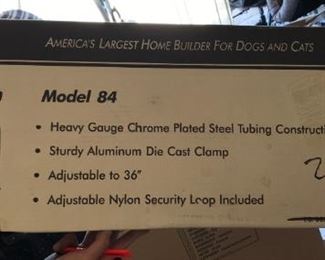 AMERICA'S LARGEST HOME BUILDER FOR DOGS AND CATS
Model 84
• Heavy Gauge Chrome Plated Steel Tubing Constructi
• Sturdy Aluminum Die Cast Clamp
• Adjustable to 36"
• Adjustable Nylon Security Loop Included
2